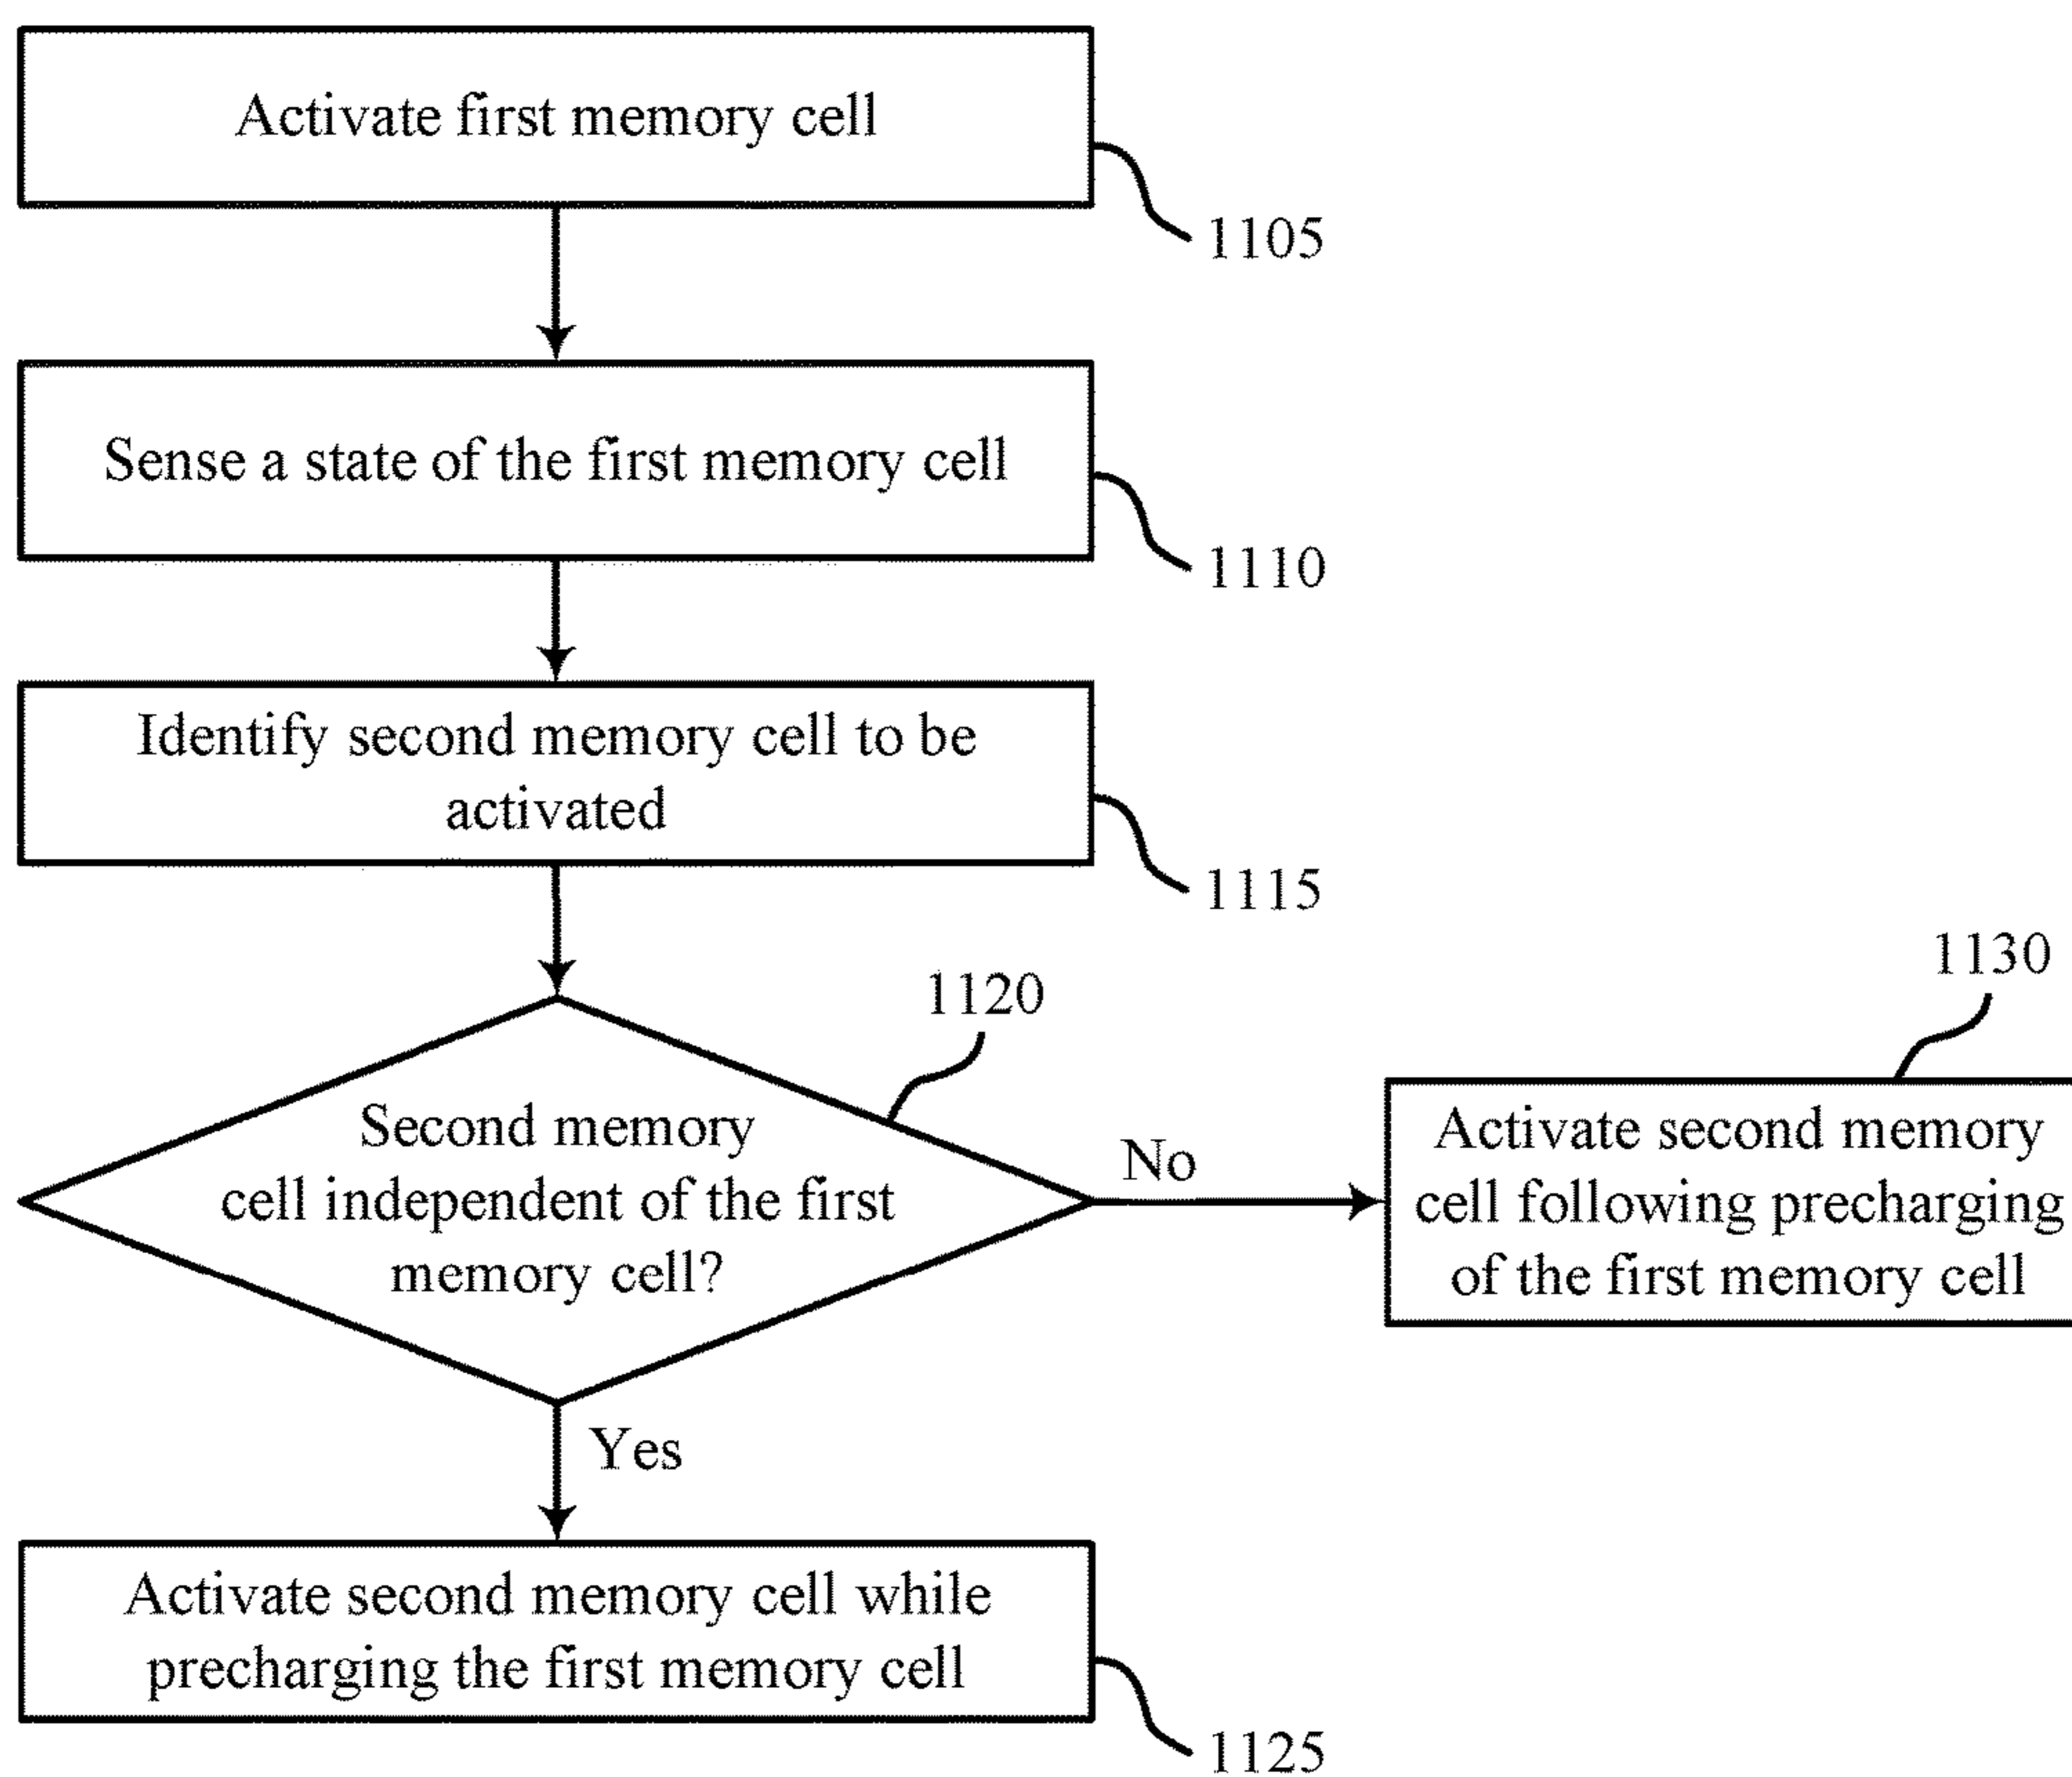 Activate first memory cell
1105
Sense a state of the first memory cell
1110
Identify second memory cell to be
activated
1115
1120
Second memory
cell independent of the first
memory cell?
No
1130
Activate second memory
cell following precharging
of the first memory cell
Yes
Activate second memory cell while
precharging the first memory cell
1125